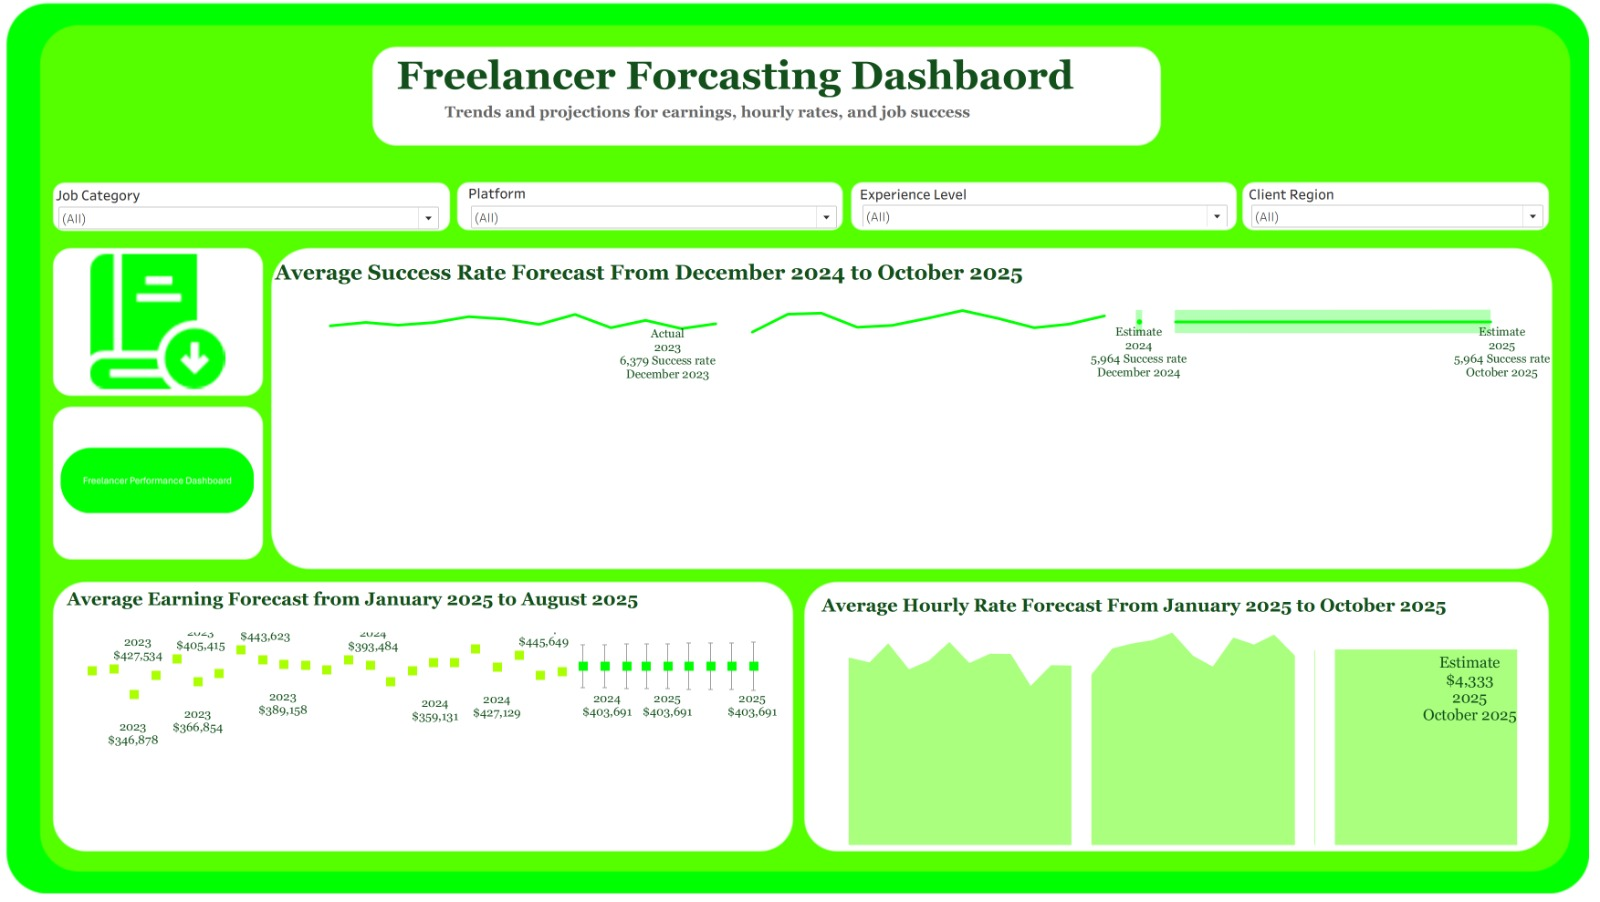 Freelancer Forcasting Dashbaord
Trends and projections for earnings, hourly rates, and job success
Job Category
(All)
Platform
(All)
Experience Level
(All)
Client Region
(All)
Average Success Rate Forecast From December 2024 to October 2025
Actual
2023
6,379 Success rate
December 2023
Estimate
2024
5,964 Success rate
December 2024
Estimate
2025
5,964 Success rate
October 2025
Freelancer Performance Dashboard
Average Earning Forecast from January 2025 to August 2025
2023
$427,534
2023
$405,415
$443,623
2024
$393,484
$445,649
2023
$346,878
2023
$366,854
2023
$389,158
2024
$359,131
2024
$427,129
2024
$403,691
2025
$403,691
2025
$403,691
Average Hourly Rate Forecast From January 2025 to October 2025
Estimate
$4,333
2025
October 2025